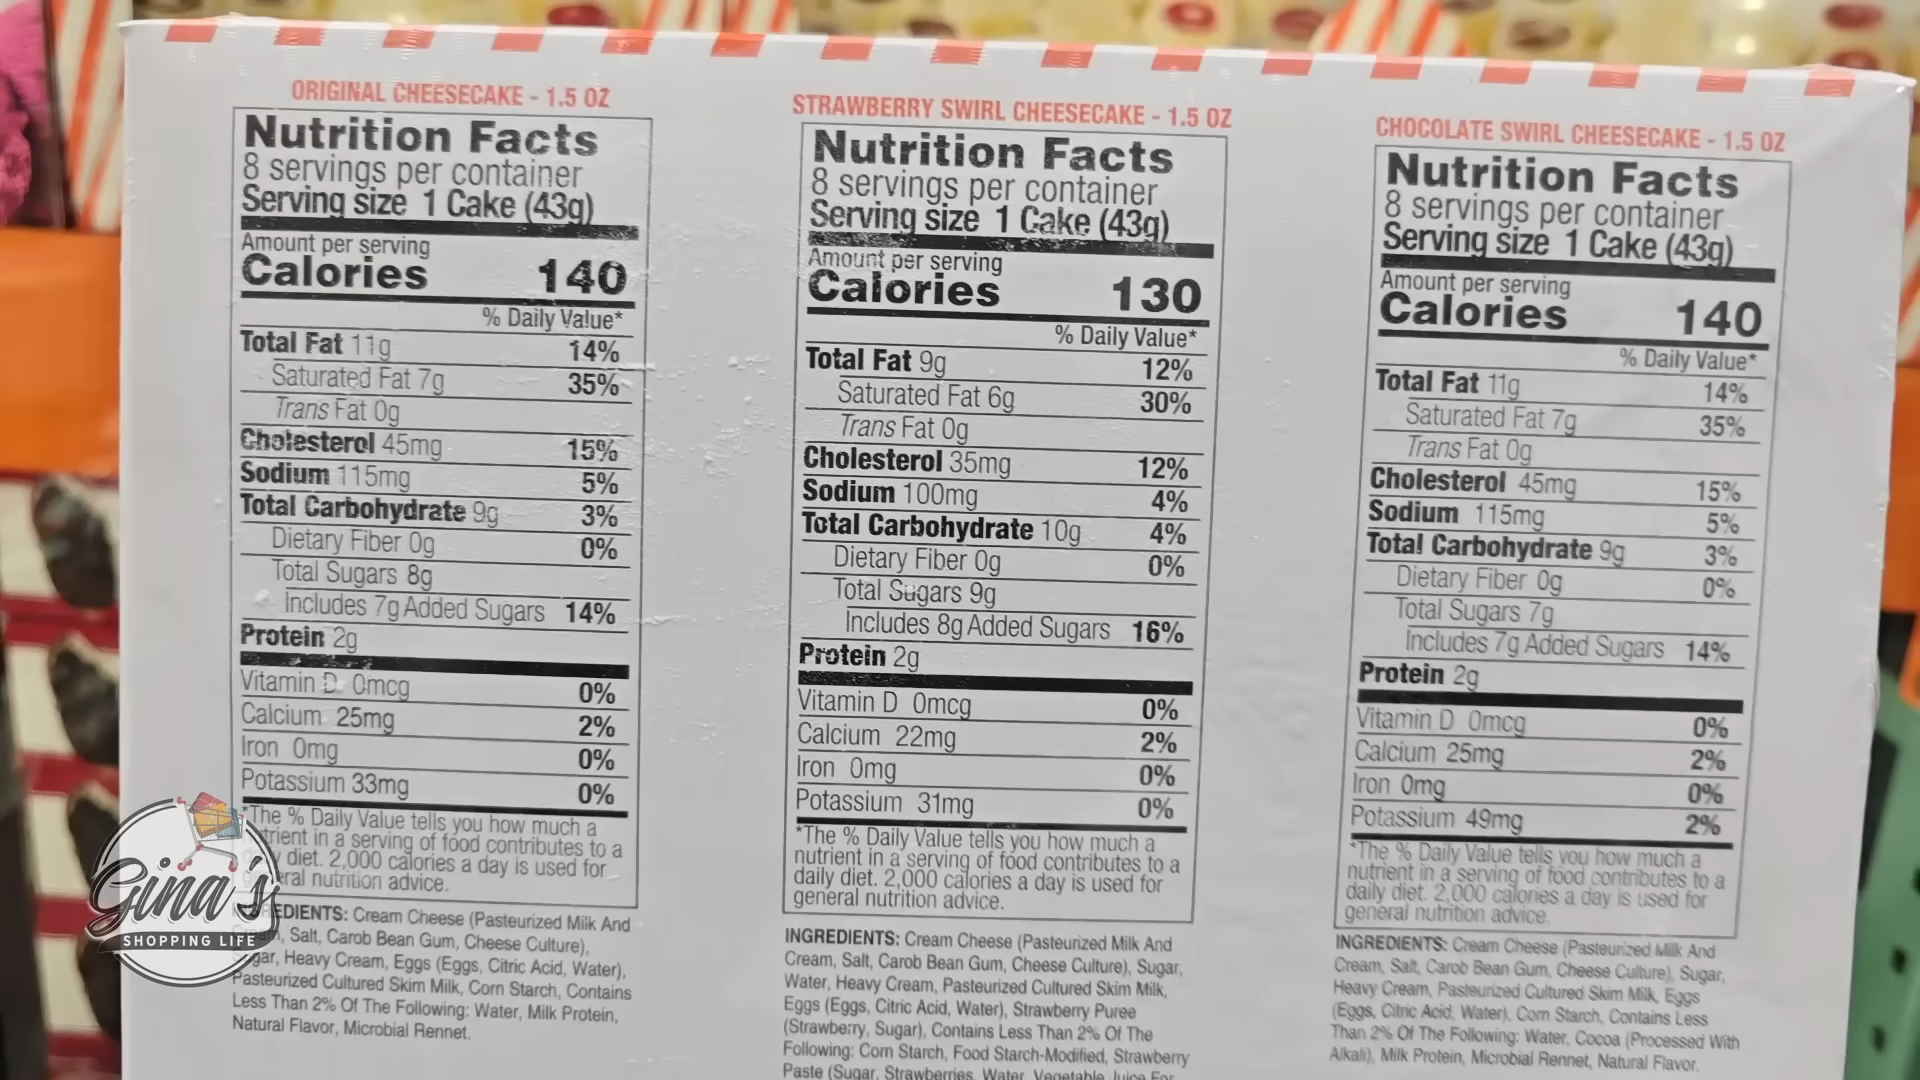 ORIGINAL CHEESECAKE - 1.5 OZ
Nutrition Facts
8 servings per container
Serving size 1 Cake (43g)
Amount per serving
Calories 140
% Daily Value*
Total Fat 11g 14%
Saturated Fat 7g 35%
Trans Fat 0g
Cholesterol 45mg 15%
Sodium 115mg 5%
Total Carbohydrate 9g 3%
Dietary Fiber 0g 0%
Total Sugars 8g
Includes 7g Added Sugars 14%
Protein 2g
Vitamin D 0mcg 0%
Calcium 25mg 2%
Iron 0mg 0%
Potassium 33mg 0%
*The % Daily Value tells you how much a
trient in a serving of food contributes to a
y diet. 2,000 calories a day is used for
eral nutrition advice.
EDIENTS: Cream Cheese (Pasteurized Milk And
am, Salt, Carob Bean Gum, Cheese Culture),
gar, Heavy Cream, Eggs (Eggs, Citric Acid, Water),
Pasteurized Cultured Skim Milk, Corn Starch, Contains
Less Than 2% Of The Following: Water, Milk Protein,
Natural Flavor, Microbial Rennet.
STRAWBERRY SWIRL CHEESECAKE - 1.5 OZ
Nutrition Facts
8 servings per container
Serving size 1 Cake (43g)
Amount per serving
Calories 130
% Daily Value*
Total Fat 9g 12%
Saturated Fat 6g 30%
Trans Fat 0g
Cholesterol 35mg 12%
Sodium 100mg 4%
Total Carbohydrate 10g 4%
Dietary Fiber 0g 0%
Total Sugars 9g
Includes 8g Added Sugars 16%
Protein 2g
Vitamin D 0mcg 0%
Calcium 22mg 2%
Iron 0mg 0%
Potassium 31mg 0%
*The % Daily Value tells you how much a
nutrient in a serving of food contributes to a
daily diet. 2,000 calories a day is used for
general nutrition advice.
INGREDIENTS: Cream Cheese (Pasteurized Milk And
Cream, Salt, Carob Bean Gum, Cheese Culture), Sugar,
Water, Heavy Cream, Pasteurized Cultured Skim Milk,
Eggs (Eggs, Citric Acid, Water), Strawberry Puree
(Strawberry, Sugar), Contains Less Than 2% Of The
Following: Corn Starch, Food Starch-Modified, Strawberry
Paste (Sugar, Strawberries, Water, Vegetable Juice For
CHOCOLATE SWIRL CHEESECAKE - 1.5 OZ
Nutrition Facts
8 servings per container
Serving size 1 Cake (43g)
Amount per serving
Calories 140
% Daily Value*
Total Fat 11g 14%
Saturated Fat 7g 35%
Trans Fat 0g
Cholesterol 45mg 15%
Sodium 115mg 5%
Total Carbohydrate 9g 3%
Dietary Fiber 0g 0%
Total Sugars 7g
Includes 7g Added Sugars 14%
Protein 2g
Vitamin D 0mcg 0%
Calcium 25mg 2%
Iron 0mg 0%
Potassium 49mg 2%
*The % Daily Value tells you how much a
nutrient in a serving of food contributes to a
daily diet. 2,000 calories a day is used for
general nutrition advice.
INGREDIENTS: Cream Cheese (Pasteurized Milk And
Cream, Salt, Carob Bean Gum, Cheese Culture), Sugar,
Heavy Cream, Pasteurized Cultured Skim Milk, Eggs
(Eggs, Citric Acid, Water), Corn Starch, Contains Less
Than 2% Of The Following: Water, Cocoa (Processed With
Alkali), Milk Protein, Microbial Rennet, Natural Flavor.
Gina's
SHOPPING LIFE